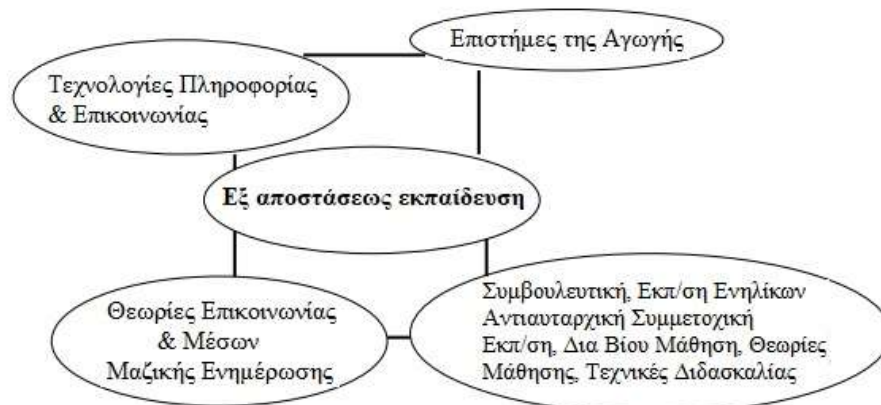 Επιστήμες της Αγωγής
Τεχνολογίες Πληροφορίας
& Επικοινωνίας
Εξ αποστάσεως εκπαίδευση
Θεωρίες Επικοινωνίας
& Μέσων
Μαζικής Ενημέρωσης
Συμβουλευτική, Εκπ/ση Ενηλίκων
Αντιαυταρχική Συμμετοχική
Εκπ/ση, Δια Βίου Μάθηση, Θεωρίες
Μάθησης, Τεχνικές Διδασκαλίας